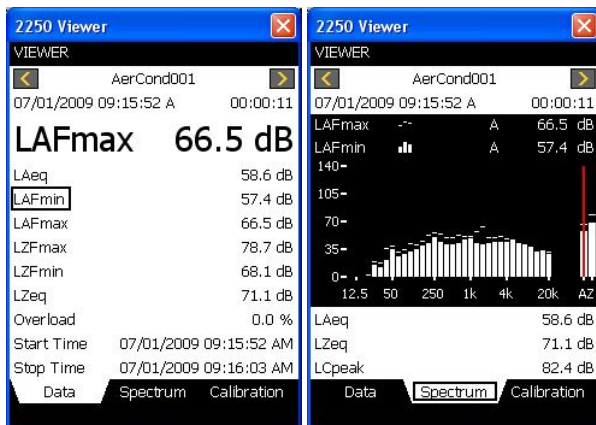 2250 Viewer
VIEWER
AerCond001
07/01/2009 09:15:52 A 00:00:11
LAFmax 66.5 dB
LAeq 58.6 dB
LAFmin 57.4 dB
LAFmax 66.5 dB
LZFmax 78.7 dB
LZFmin 68.1 dB
LZeq 71.1 dB
Overload 0.0 %
Start Time 07/01/2009 09:15:52 AM
Stop Time 07/01/2009 09:16:03 AM
Data Spectrum Calibration
2250 Viewer
VIEWER
AerCond001
07/01/2009 09:15:52 A 00:00:11
LAFmax A 66.5 dB
LAFmin A 57.4 dB
140
105
70
35
0
12.5 50 250 1k 4k 20k AZ
LAeq 58.6 dB
LZeq 71.1 dB
LCpeak 82.4 dB
Data Spectrum Calibration